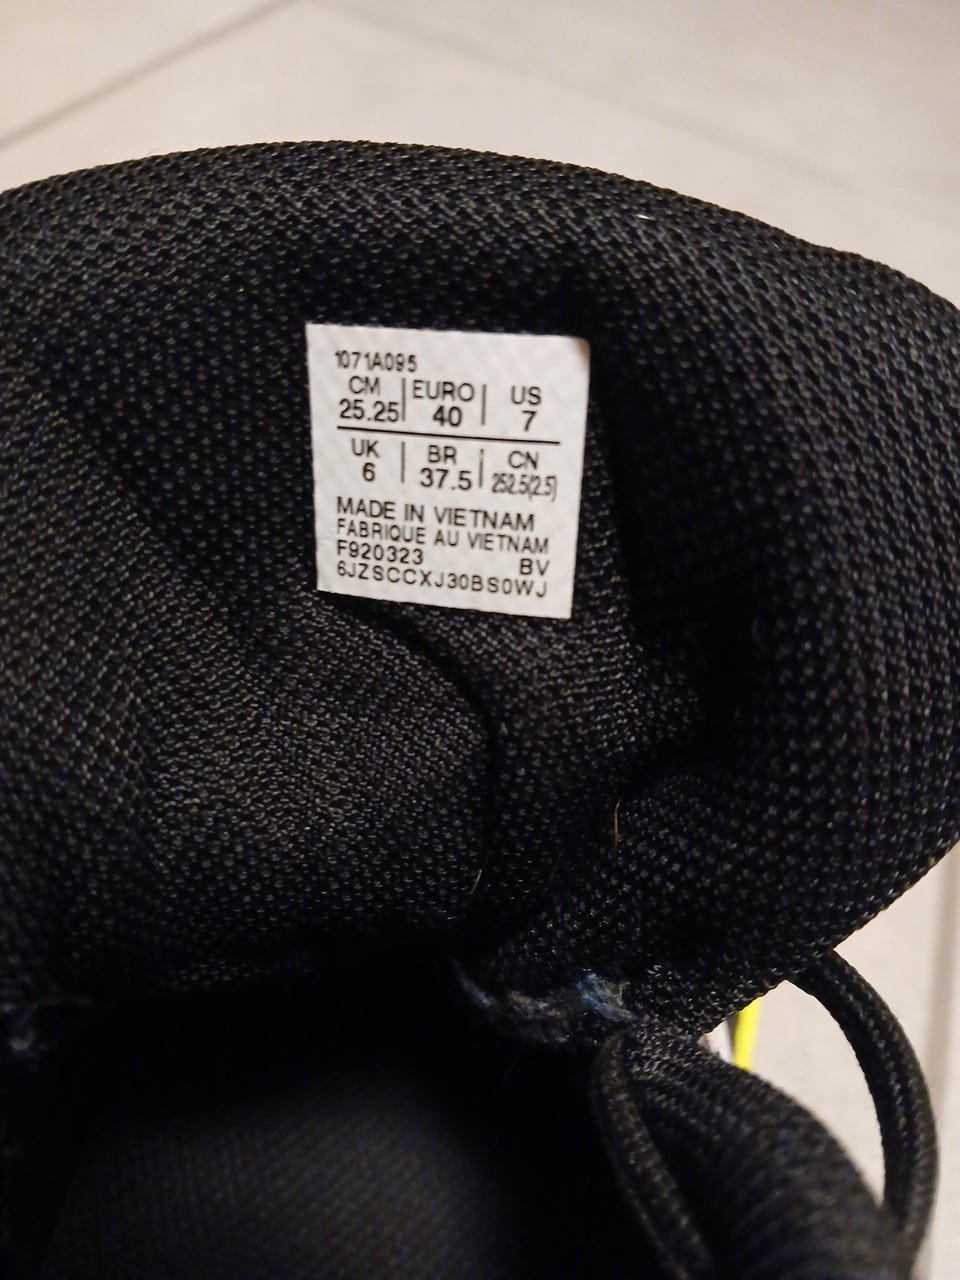 1071A095
CM | EURO | US
25.25 | 40 | 7
UK | BR | CN
6 | 37.5 | 252.5(2.5)
MADE IN VIETNAM
FABRIQUE AU VIETNAM
F920323 BV
6JZSCCXJ30BS0WJ